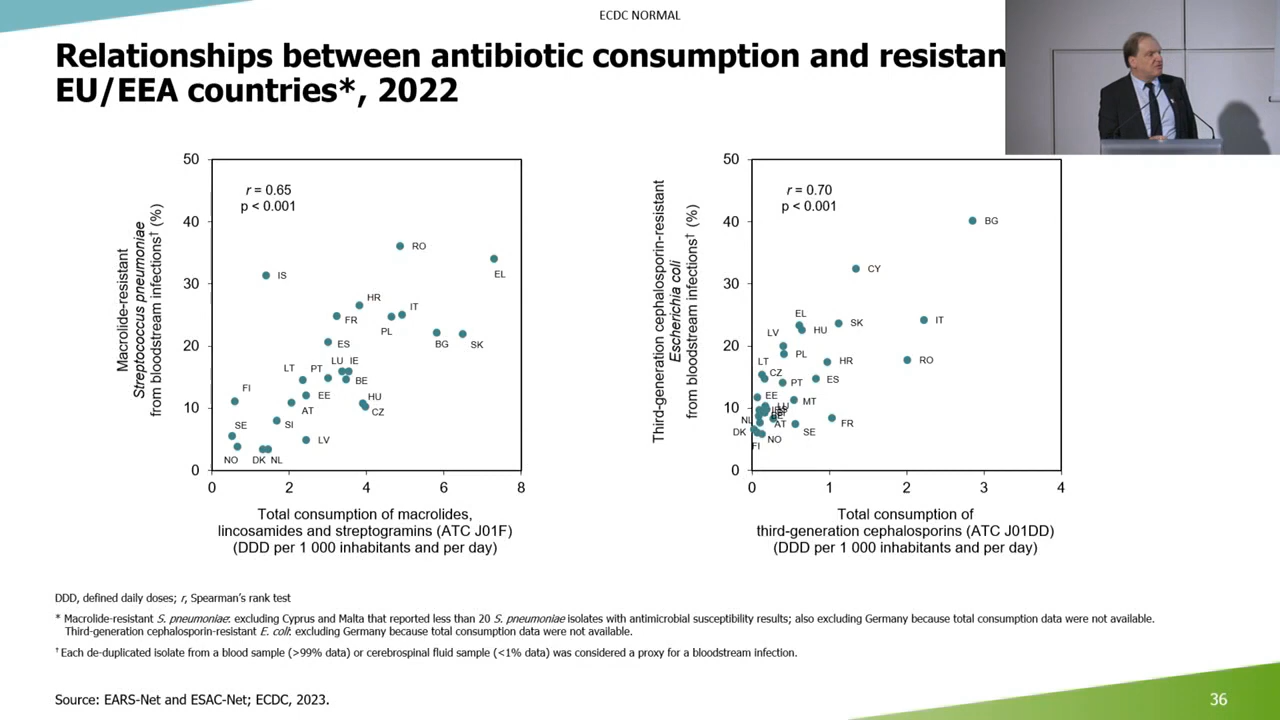 ECDC NORMAL
Relationships between antibiotic consumption and resistan
EU/EEA countries*, 2022
Macrolide-resistant
Streptococcus pneumoniae
from bloodstream infections† (%)
50
40
30
20
10
0
r = 0.65
p < 0.001
RO
EL
IS
HR
FR
IT
PL
BG
SK
ES
LU
IE
LT
PT
BE
FI
EE
HU
AT
CZ
SE
SI
LV
NO
DK
NL
0
2
4
6
8
Total consumption of macrolides,
lincosamides and streptogramins (ATC J01F)
(DDD per 1 000 inhabitants and per day)
Third-generation cephalosporin-resistant
Escherichia coli
from bloodstream infections† (%)
50
40
30
20
10
0
r = 0.70
p < 0.001
BG
CY
EL
HU
SK
IT
LV
PL
RO
LT
HR
CZ
PT
ES
EE
MT
LU
NL
AT
FR
DK
SE
NO
FI
0
1
2
3
4
Total consumption of
third-generation cephalosporins (ATC J01DD)
(DDD per 1 000 inhabitants and per day)
DDD, defined daily doses; r, Spearman's rank test
* Macrolide-resistant S. pneumoniae: excluding Cyprus and Malta that reported less than 20 S. pneumoniae isolates with antimicrobial susceptibility results; also excluding Germany because total consumption data were not available.
Third-generation cephalosporin-resistant E. coli: excluding Germany because total consumption data were not available.
† Each de-duplicated isolate from a blood sample (>99% data) or cerebrospinal fluid sample (<1% data) was considered a proxy for a bloodstream infection.
Source: EARS-Net and ESAC-Net; ECDC, 2023.
36